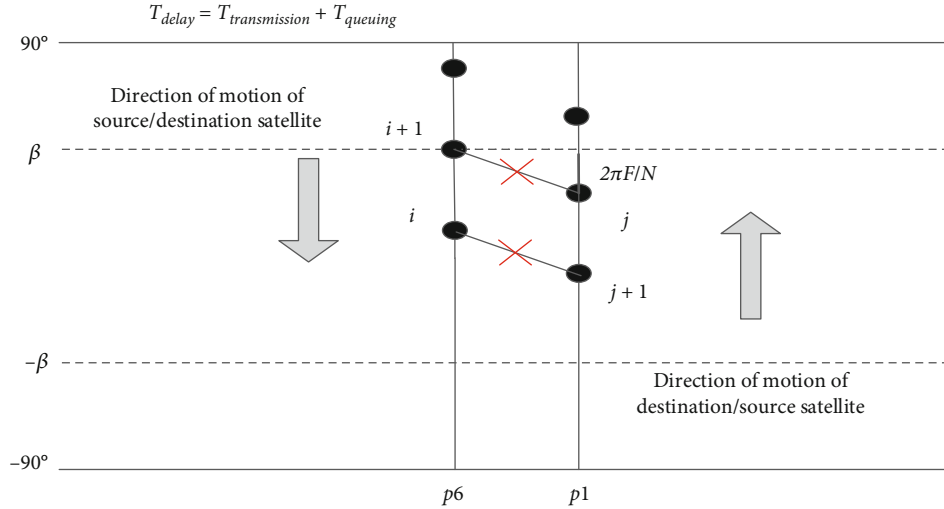 T_delay = T_transmission + T_queuing
90°
Direction of motion of
source/destination satellite
i + 1
β
2πF/N
i
j
j + 1
–β
Direction of motion of
destination/source satellite
–90°
p6
p1